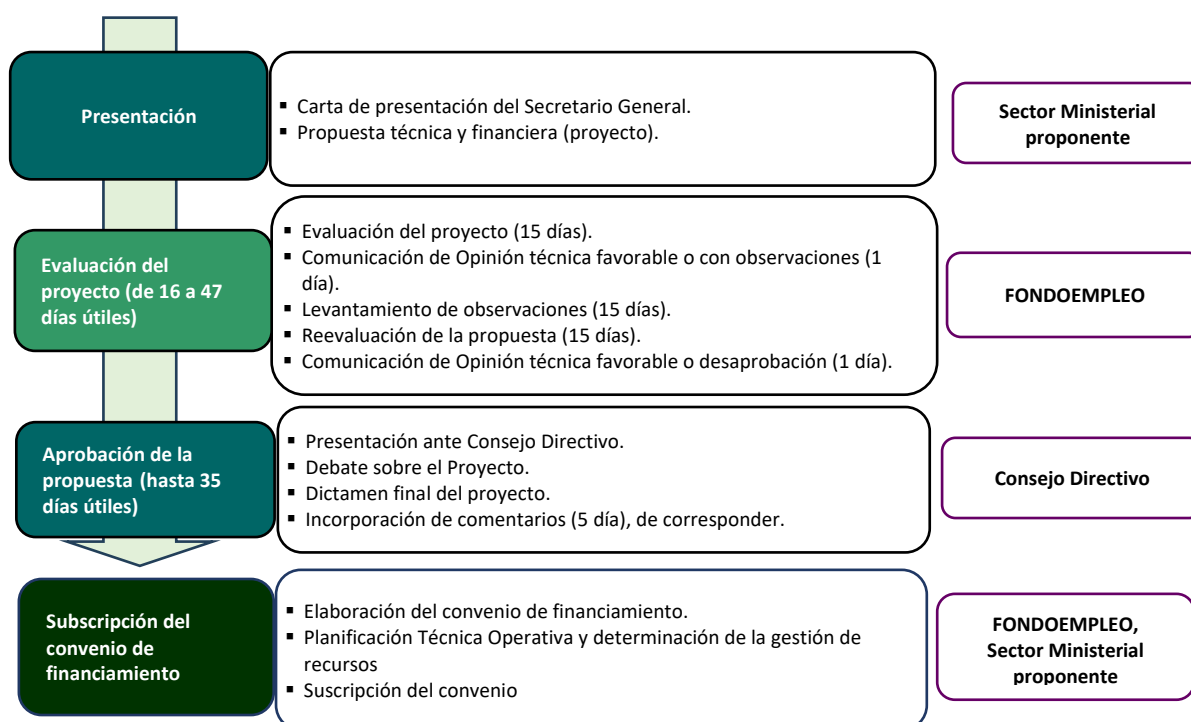 Presentación
▪ Carta de presentación del Secretario General.
▪ Propuesta técnica y financiera (proyecto).
Sector Ministerial
proponente
Evaluación del
proyecto (de 16 a 47
días útiles)
▪ Evaluación del proyecto (15 días).
▪ Comunicación de Opinión técnica favorable o con observaciones (1
día).
▪ Levantamiento de observaciones (15 días).
▪ Reevaluación de la propuesta (15 días).
▪ Comunicación de Opinión técnica favorable o desaprobación (1 día).
FONDOEMPLEO
Aprobación de la
propuesta (hasta 35
días útiles)
▪ Presentación ante Consejo Directivo.
▪ Debate sobre el Proyecto.
▪ Dictamen final del proyecto.
▪ Incorporación de comentarios (5 día), de corresponder.
Consejo Directivo
Subscripción del
convenio de
financiamiento
▪ Elaboración del convenio de financiamiento.
▪ Planificación Técnica Operativa y determinación de la gestión de
recursos
▪ Suscripción del convenio
FONDOEMPLEO,
Sector Ministerial
proponente